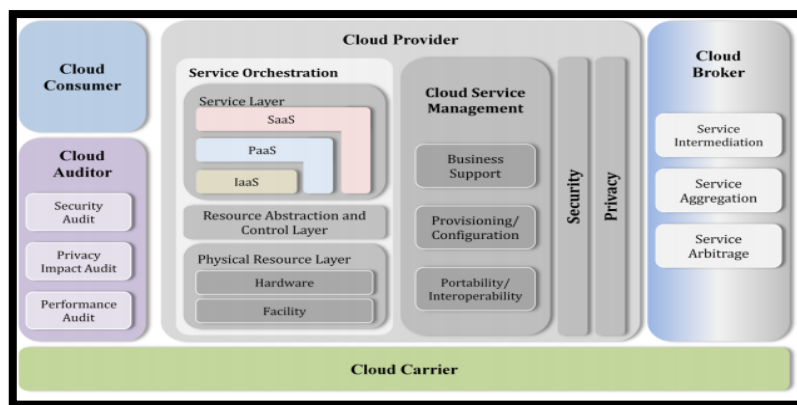 Cloud
Consumer
Cloud
Auditor
Security
Audit
Privacy
Impact Audit
Performance
Audit
Cloud Provider
Service Orchestration
Service Layer
SaaS
PaaS
IaaS
Resource Abstraction and
Control Layer
Physical Resource Layer
Hardware
Facility
Cloud Service
Management
Business
Support
Provisioning/
Configuration
Portability/
Interoperability
Security
Privacy
Cloud
Broker
Service
Intermediation
Service
Aggregation
Service
Arbitrage
Cloud Carrier